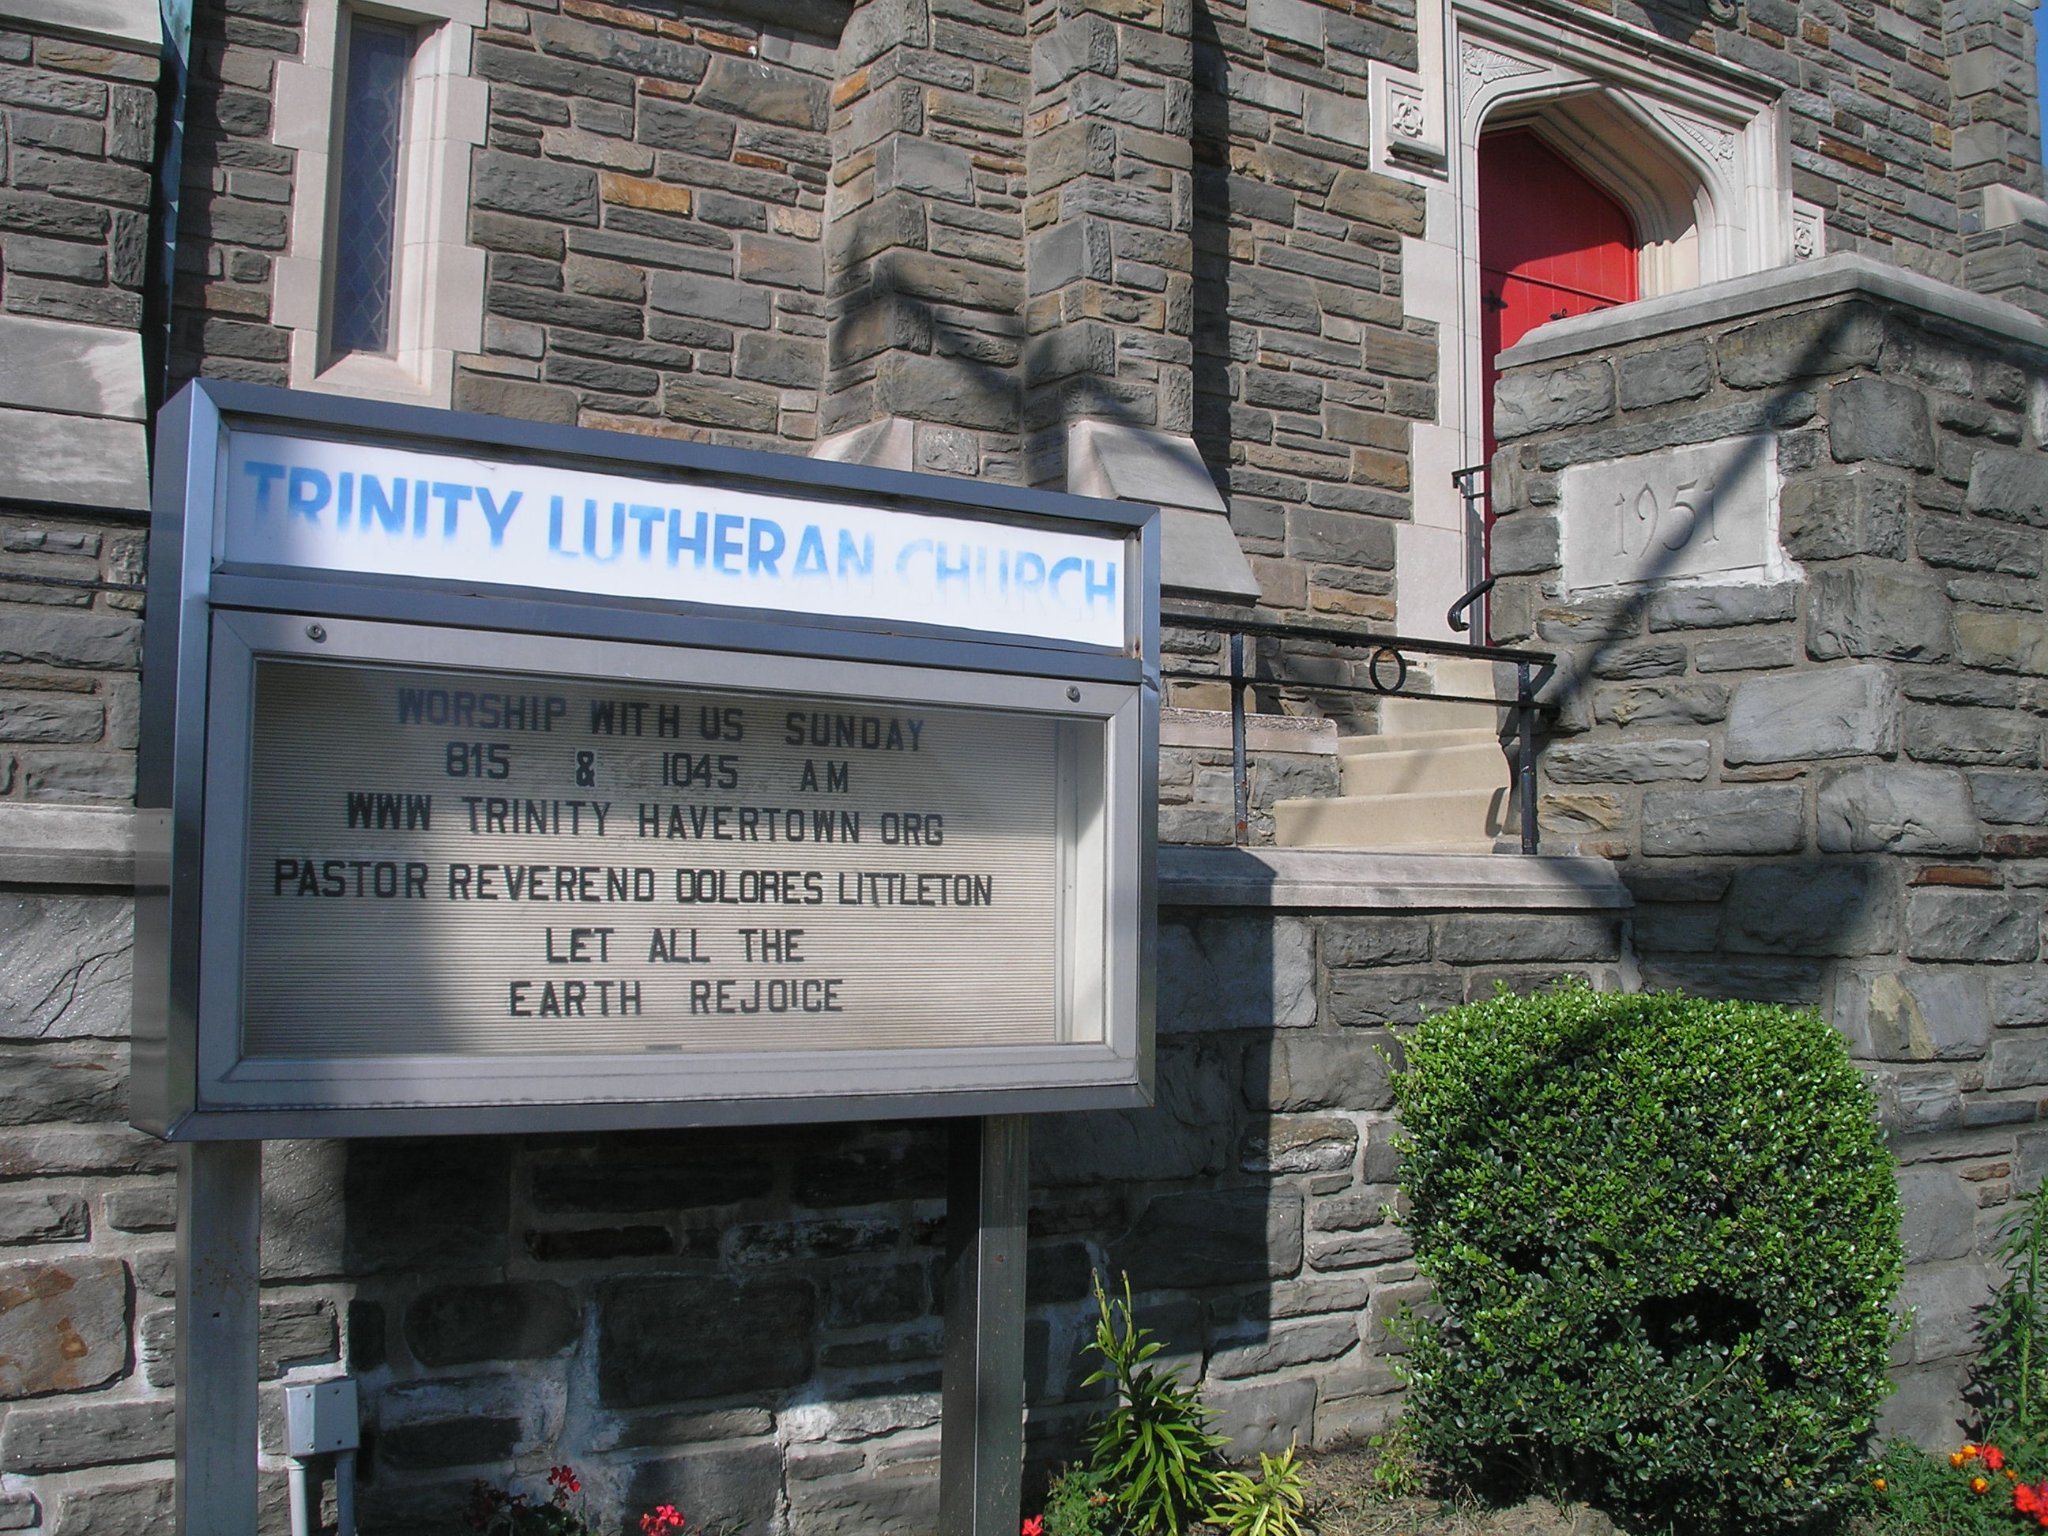 TRINITY LUTHERAN CHURCH
WORSHIP WITH US SUNDAY
815 & 1045 AM
WWW TRINITY HAVERTOWN ORG
PASTOR REVEREND DOLORES LITTLETON
LET ALL THE
EARTH REJOICE
1951